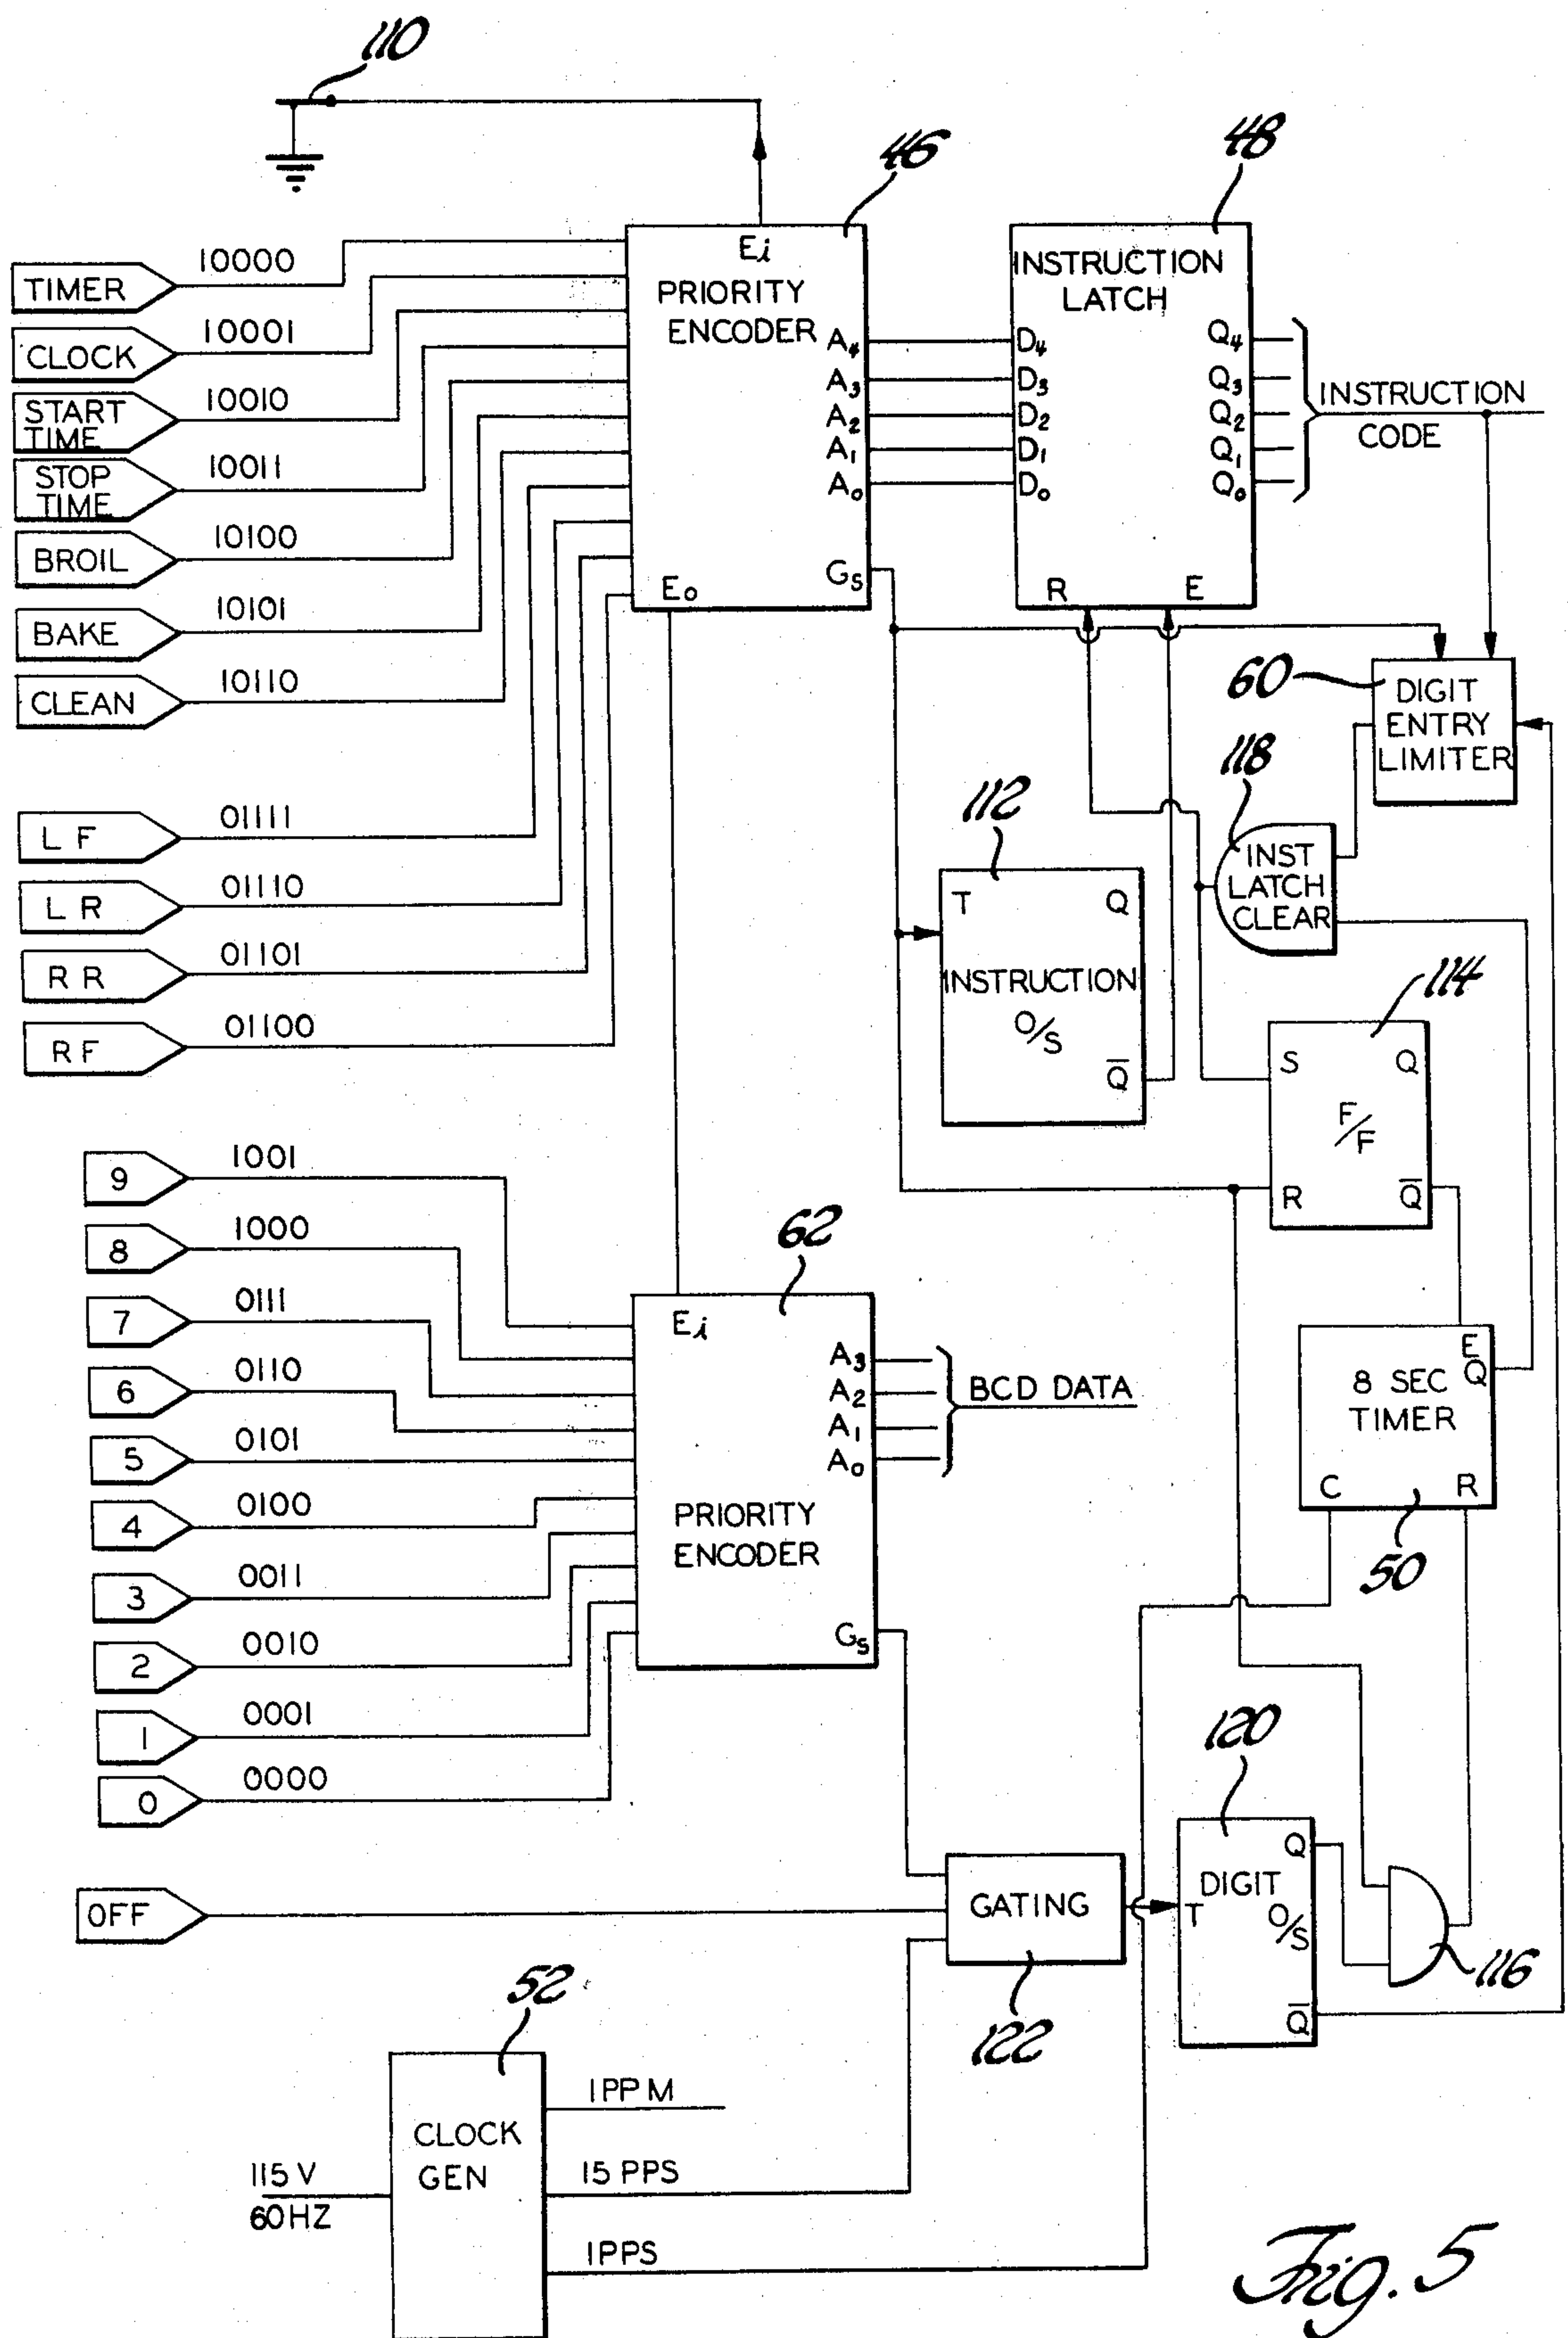 110
46
48
TIMER 10000
CLOCK 10001
START TIME 10010
STOP TIME 10011
BROIL 10100
BAKE 10101
CLEAN 10110
L F 01111
L R 01110
R R 01101
R F 01100
Ei
PRIORITY
ENCODER
A4
A3
A2
A1
A0
GS
Eo
INSTRUCTION
LATCH
D4
D3
D2
D1
D0
Q4
Q3
Q2
Q1
Q0
R E
INSTRUCTION
CODE
60
DIGIT
ENTRY
LIMITER
118
INST
LATCH
CLEAR
112
T Q
INSTRUCTION
O/S
Q̅
114
S Q
F/F
R Q̅
9 1001
8 1000
7 0111
6 0110
5 0101
4 0100
3 0011
2 0010
1 0001
0 0000
OFF
62
Ei
A3
A2
A1
A0
BCD DATA
PRIORITY
ENCODER
GS
E
Q
8 SEC
TIMER
C R
50
120
Q
DIGIT
T O/S
Q̅
116
GATING
122
52
CLOCK
GEN
115 V
60 HZ
1PPM
15 PPS
1PPS
Fig. 5